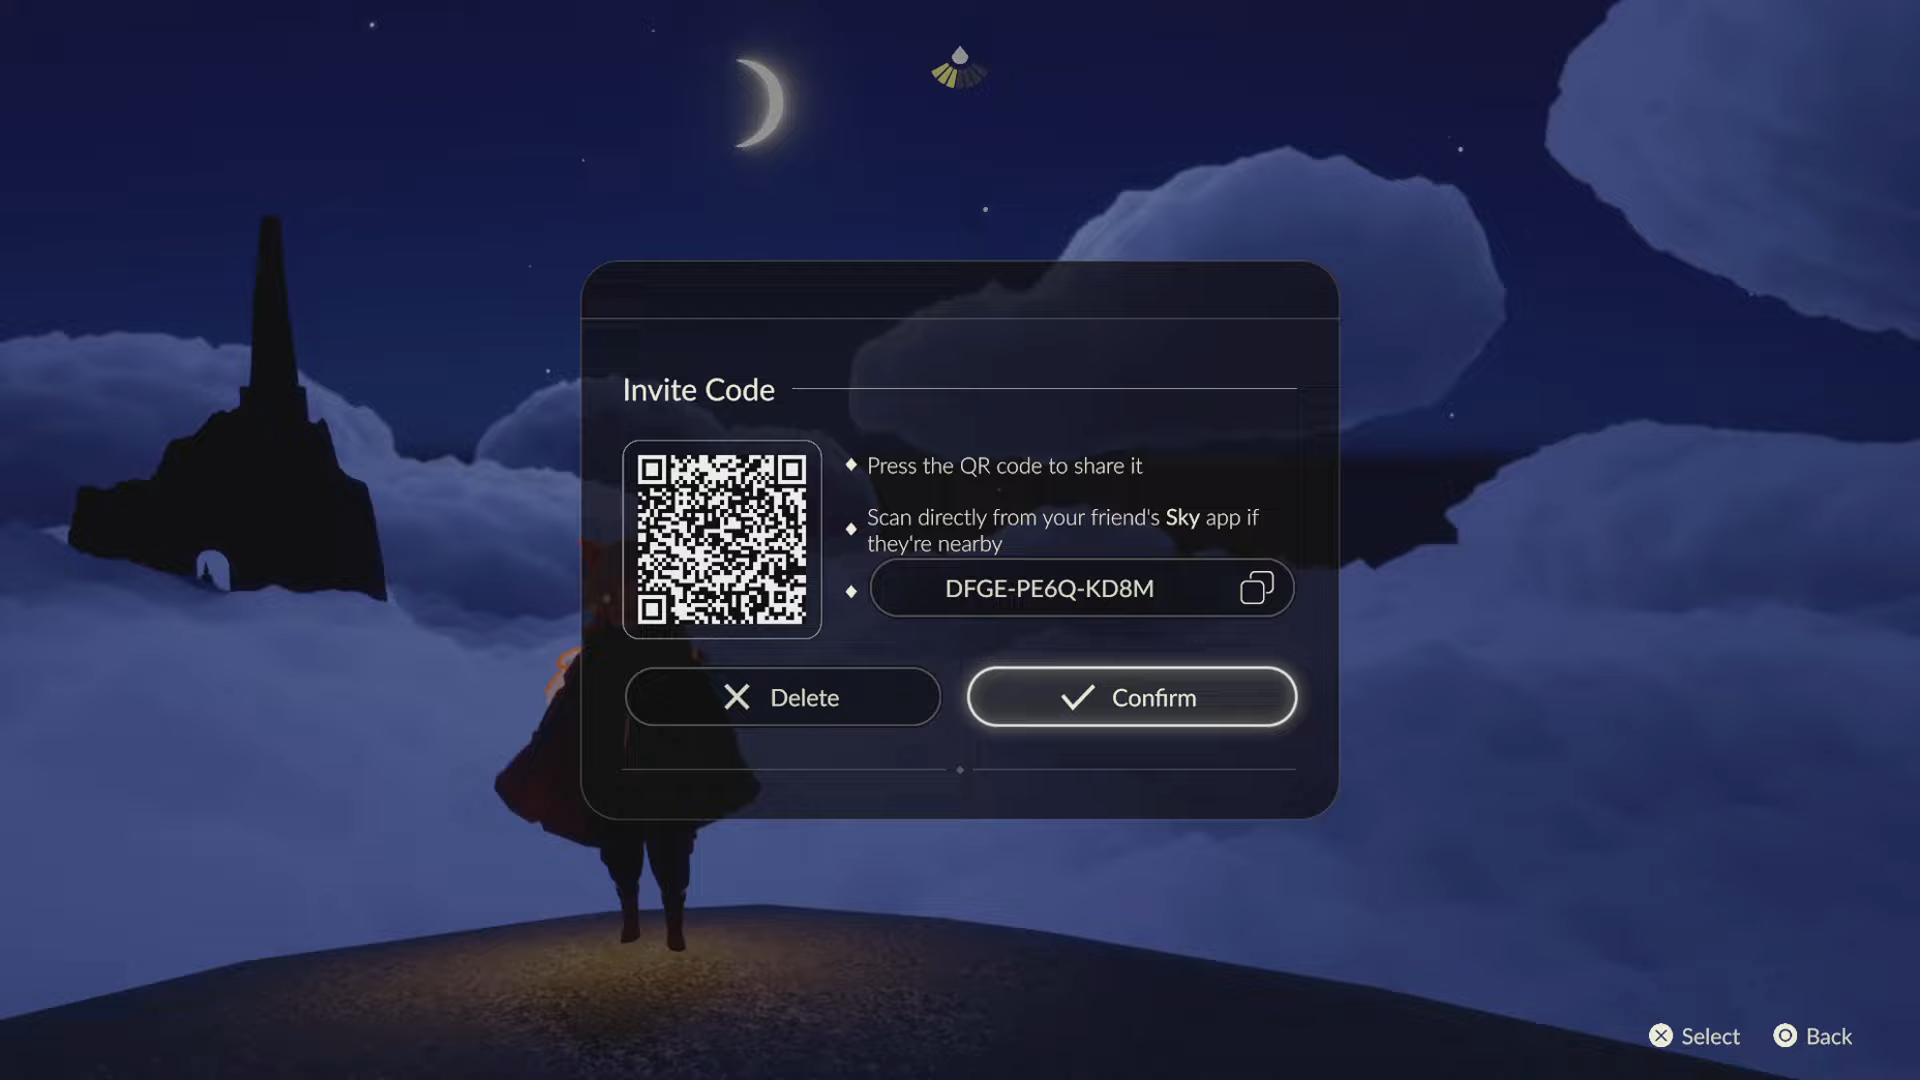 Invite Code
Press the QR code to share it
Scan directly from your friend's Sky app if
they're nearby
DFGE-PE6Q-KD8M
Delete
Confirm
Select
Back